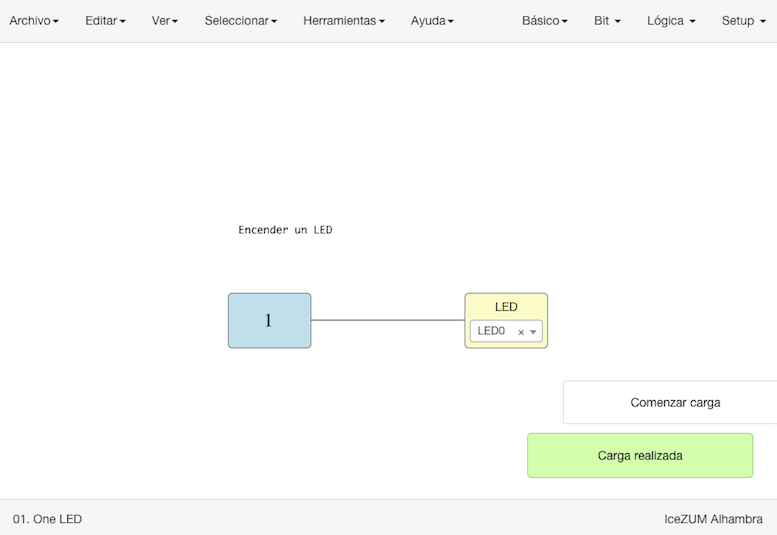 Archivo Editar Ver Seleccionar Herramientas Ayuda Básico Bit Lógica Setup
Encender un LED
1
LED
LED0 ×
Comenzar carga
Carga realizada
01. One LED IceZUM Alhambra